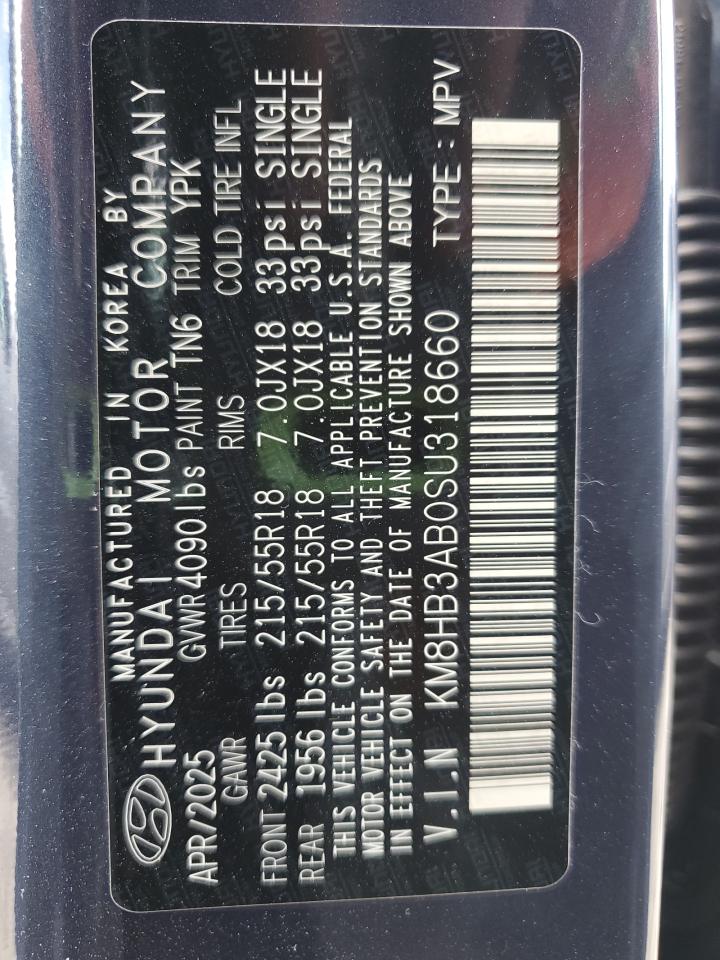 MANUFACTURED IN KOREA BY
HYUNDAI MOTOR COMPANY
APR/2025 GVWR 4090 lbs PAINT TN6 TRIM YPK
GAWR TIRES RIMS COLD TIRE INFL
FRONT 2425 lbs 215/55R18 7.0JX18 33psi SINGLE
REAR 1956 lbs 215/55R18 7.0JX18 33psi SINGLE
THIS VEHICLE CONFORMS TO ALL APPLICABLE U.S.A. FEDERAL
MOTOR VEHICLE SAFETY AND THEFT PREVENTION STANDARDS
IN EFFECT ON THE DATE OF MANUFACTURE SHOWN ABOVE
V.I.N KM8HB3AB0SU318660 TYPE : MPV